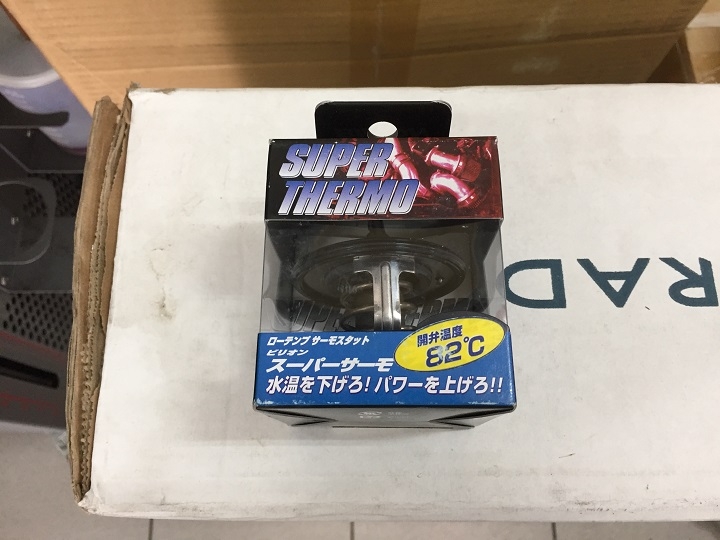 SUPER
THERMO
ローテンプ サーモスタット
ビリオン
スーパーサーモ
開弁温度
82℃
水温を下げろ! パワーを上げろ!!
RAD